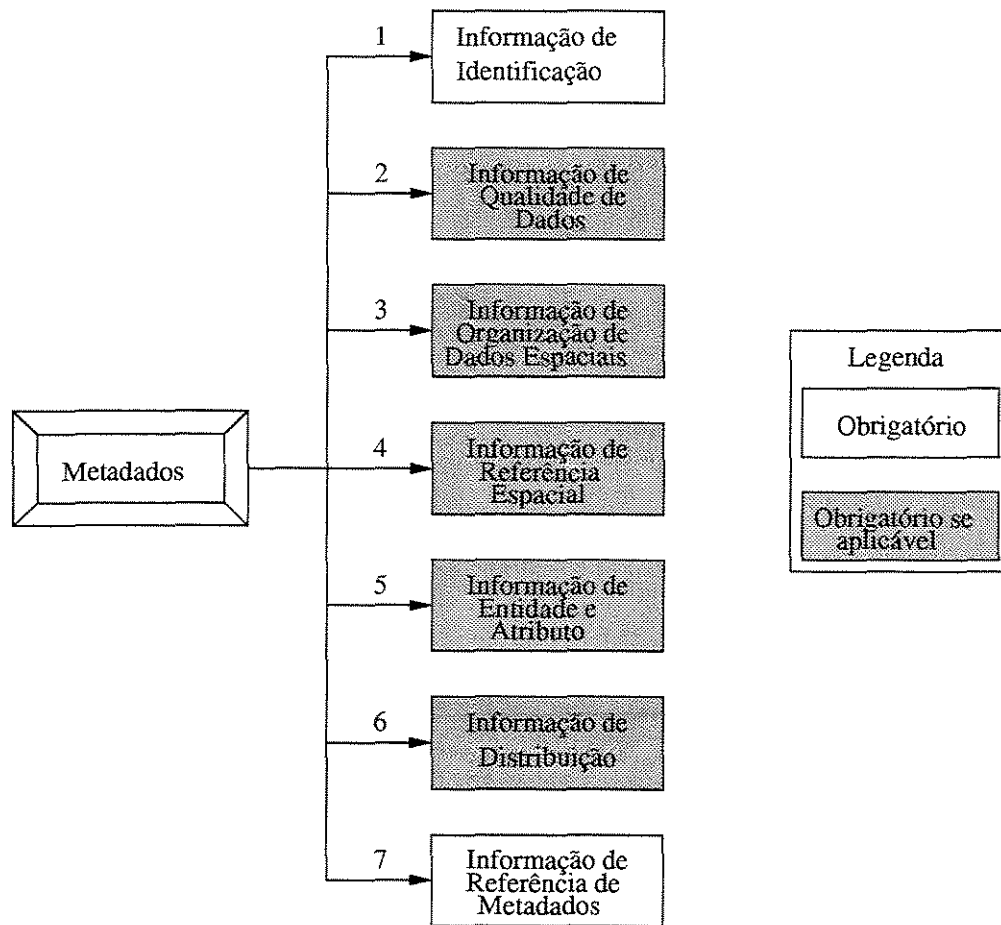 1
Informação de
Identificação
2
Informação de
Qualidade de
Dados
3
Informação de
Organização de
Dados Espaciais
Metadados
4
Informação de
Referência
Espacial
5
Informação de
Entidade e
Atributo
6
Informação de
Distribuição
7
Informação de
Referência de
Metadados
Legenda
Obrigatório
Obrigatório se
aplicável